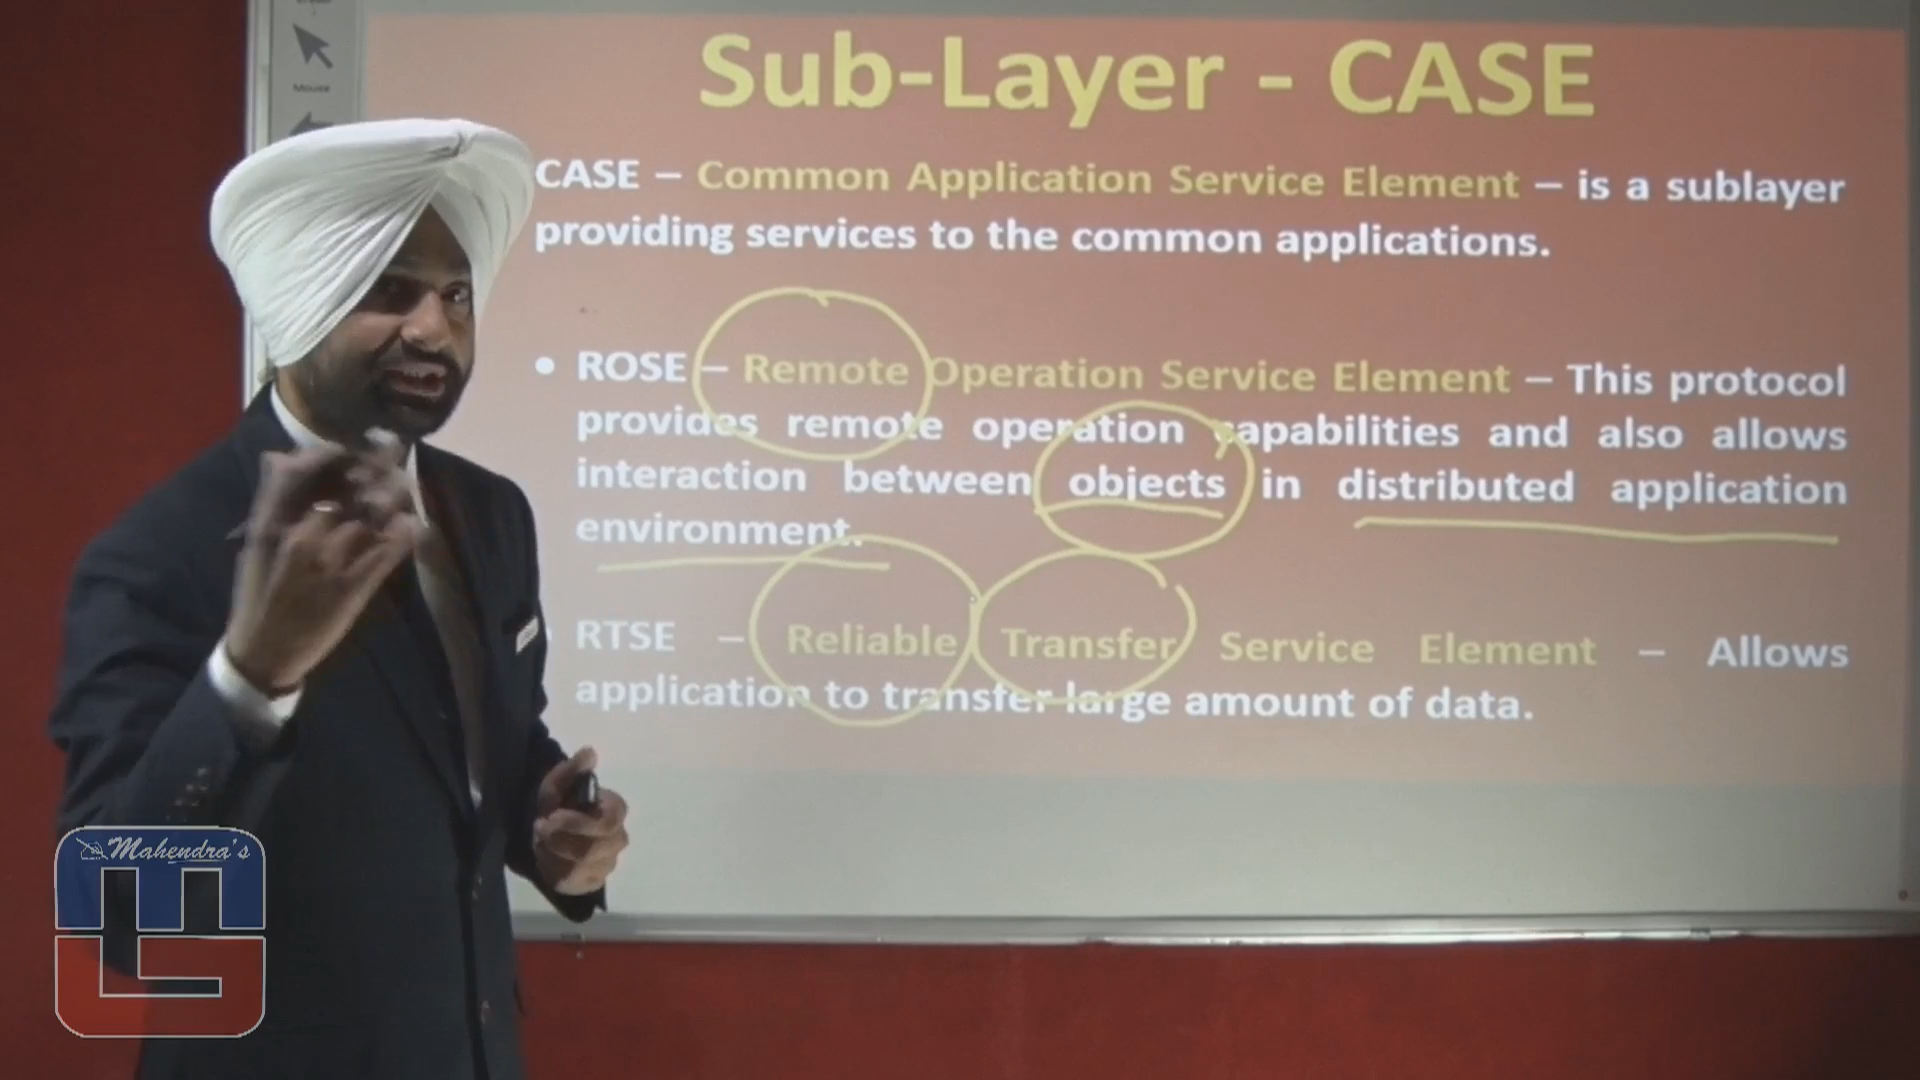 Mouse
Sub-Layer - CASE
CASE – Common Application Service Element – is a sublayer
providing services to the common applications.
• ROSE – Remote Operation Service Element – This protocol
provides remote operation capabilities and also allows
interaction between objects in distributed application
environment.
RTSE – Reliable Transfer Service Element – Allows
application to transfer large amount of data.
Mahendra's